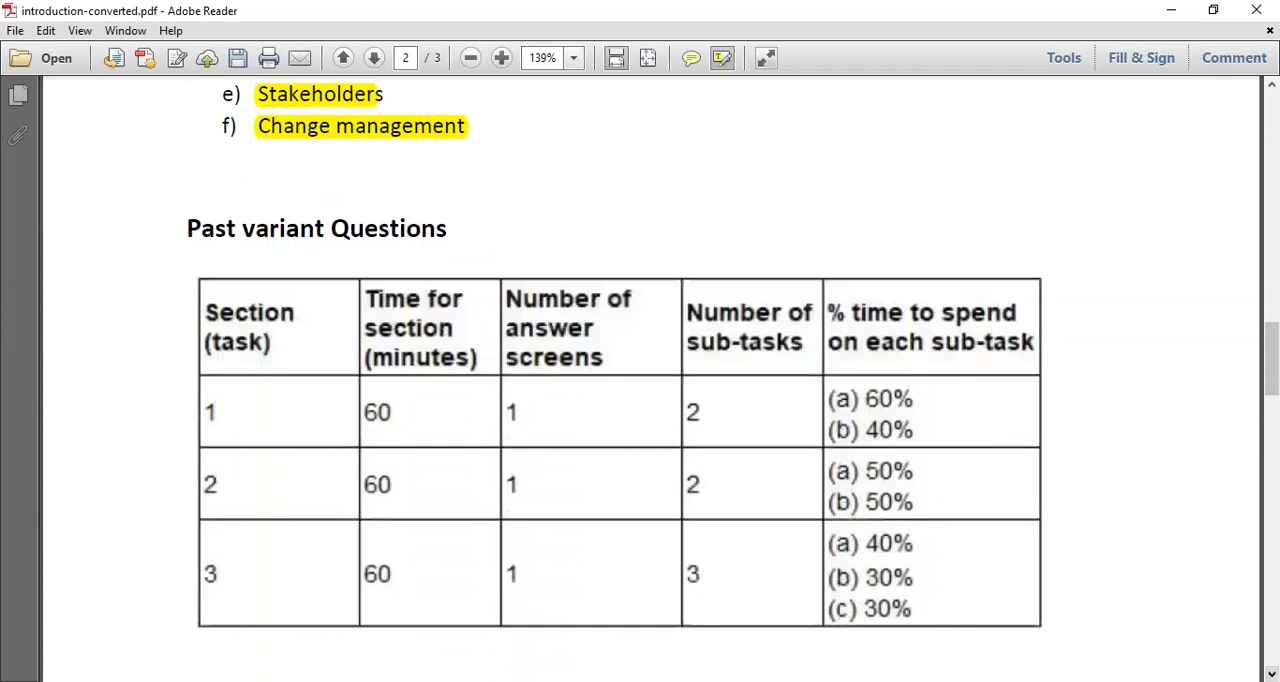 introduction-converted.pdf - Adobe Reader
File Edit View Window Help
Open 2 / 3 139% Tools Fill & Sign Comment
e) Stakeholders
f) Change management
Past variant Questions
Section (task) Time for section (minutes) Number of answer screens Number of sub-tasks % time to spend on each sub-task
1 60 1 2 (a) 60%
(b) 40%
2 60 1 2 (a) 50%
(b) 50%
3 60 1 3 (a) 40%
(b) 30%
(c) 30%